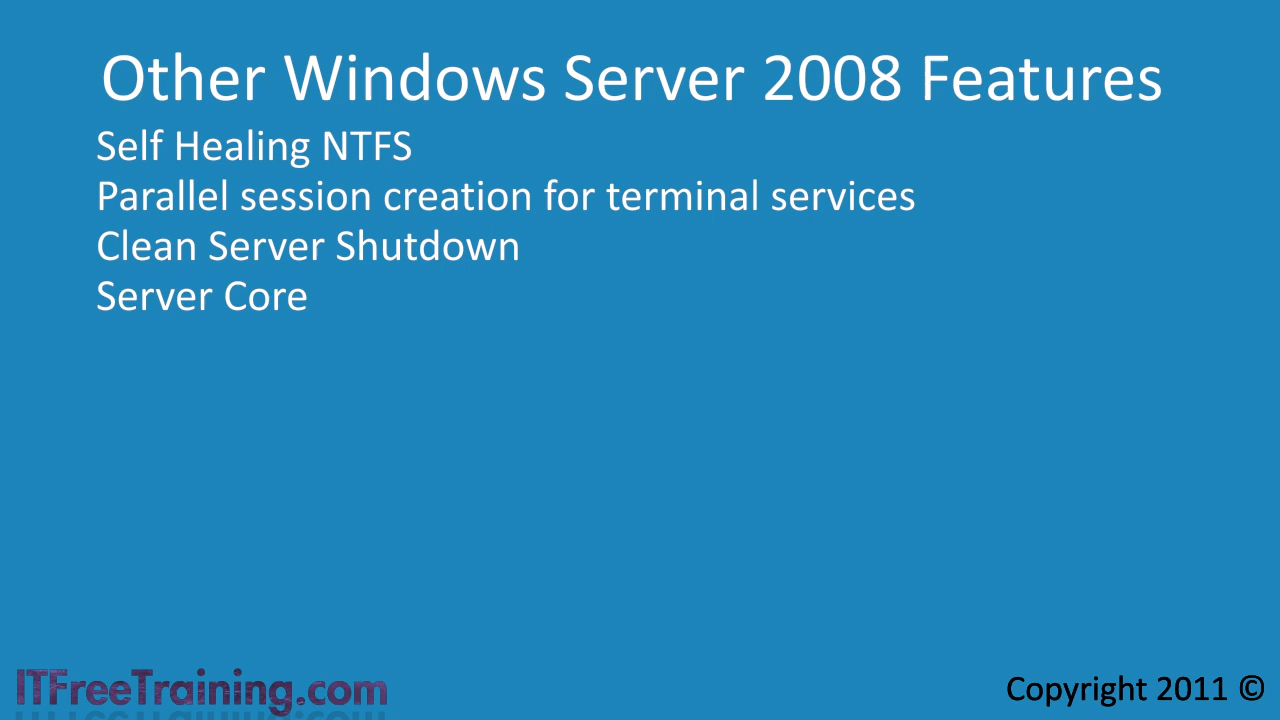 Other Windows Server 2008 Features
Self Healing NTFS
Parallel session creation for terminal services
Clean Server Shutdown
Server Core
ITFreeTraining.com
Copyright 2011 ©